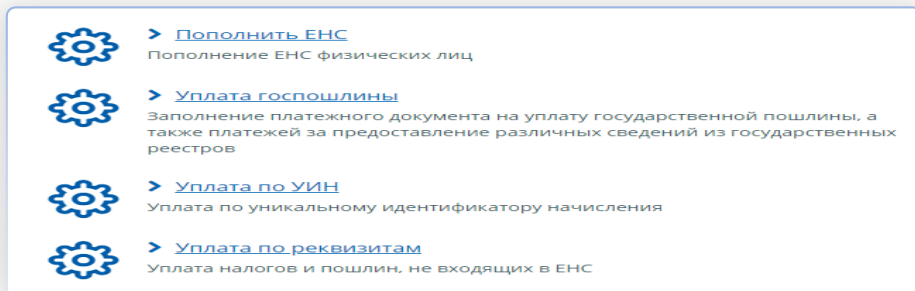 Пополнить ЕНС
Пополнение ЕНС физических лиц
Уплата госпошлины
Заполнение платежного документа на уплату государственной пошлины, а
также платежей за предоставление различных сведений из государственных
реестров
Уплата по УИН
Уплата по уникальному идентификатору начисления
Уплата по реквизитам
Уплата налогов и пошлин, не входящих в ЕНС